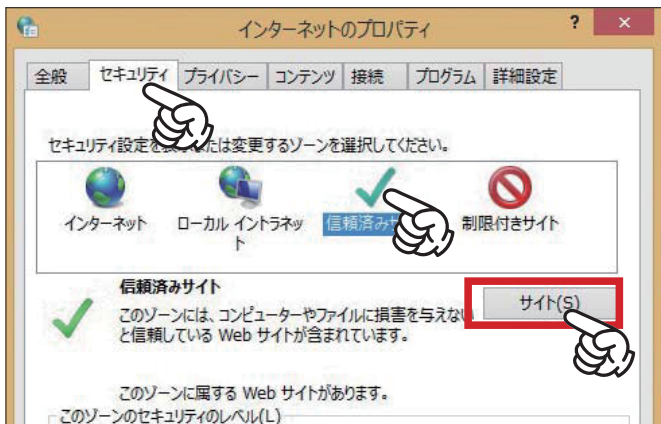 インターネットのプロパティ
?
×
全般 セキュリティ プライバシー コンテンツ 接続 プログラム 詳細設定
セキュリティ設定を表示または変更するゾーンを選択してください。
インターネット ローカル イントラネッ 信頼済みサ 制限付きサイト
ト
信頼済みサイト
サイト(S)
このゾーンには、コンピューターやファイルに損害を与えない
と信頼している Web サイトが含まれています。
このゾーンに属する Web サイトがあります。
このゾーンのセキュリティのレベル(L)